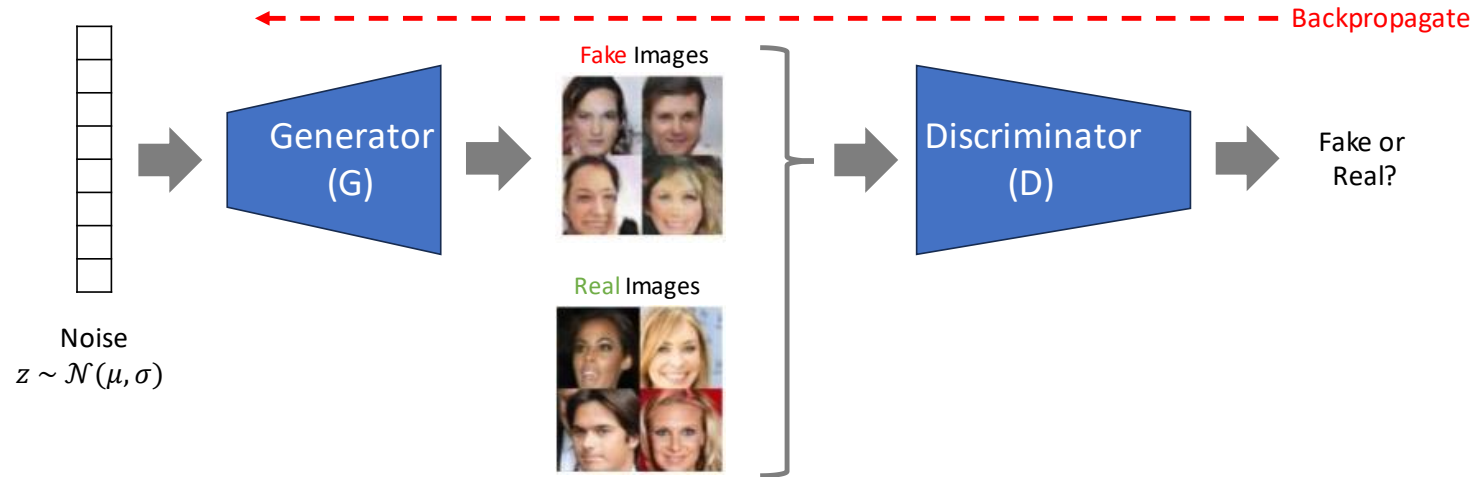 Backpropagate
Fake Images
Generator
(G)
Discriminator
(D)
Fake or
Real?
Real Images
Noise
z ~ 𝒩(μ, σ)